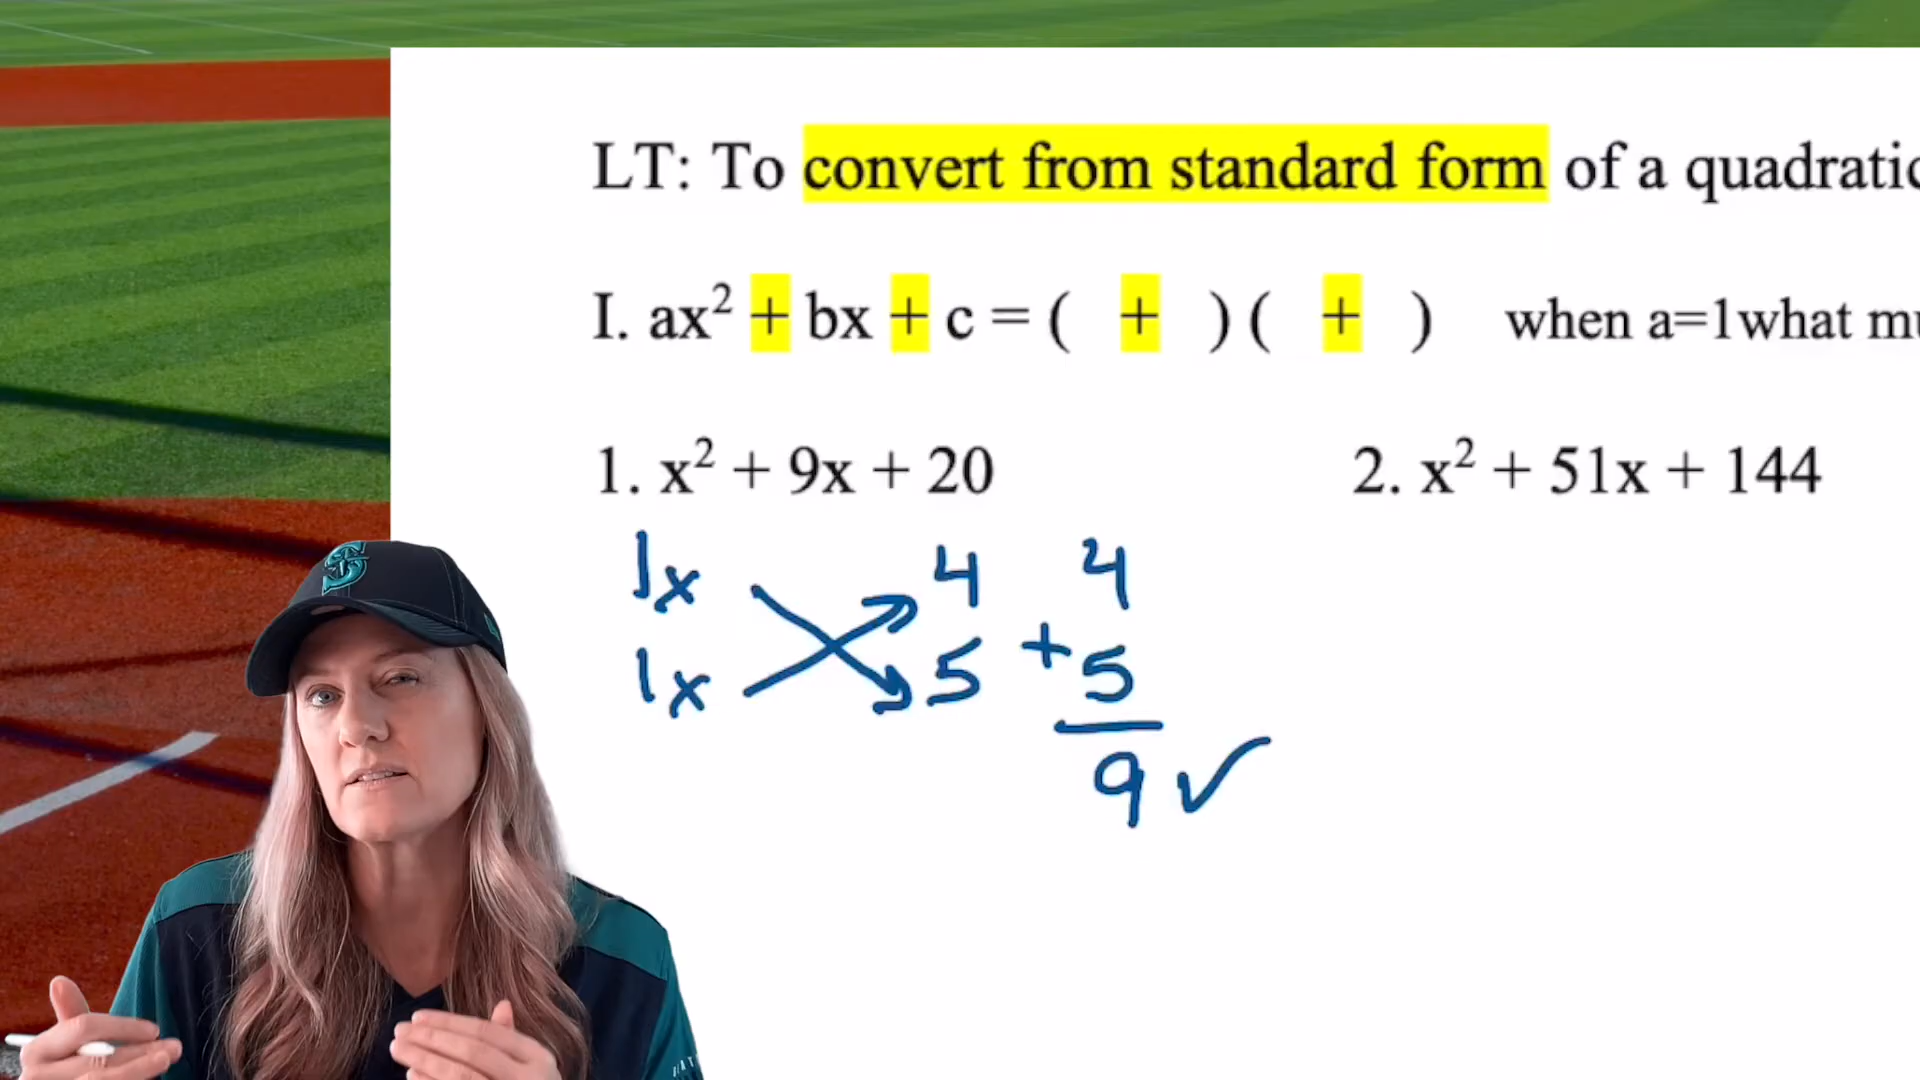 LT: To convert from standard form of a quadratic
I. ax² + bx + c = ( + ) ( + ) when a=1what
1. x² + 9x + 20
2. x² + 51x + 144
1x 4 4
1x 5 + 5
9 ✓
S